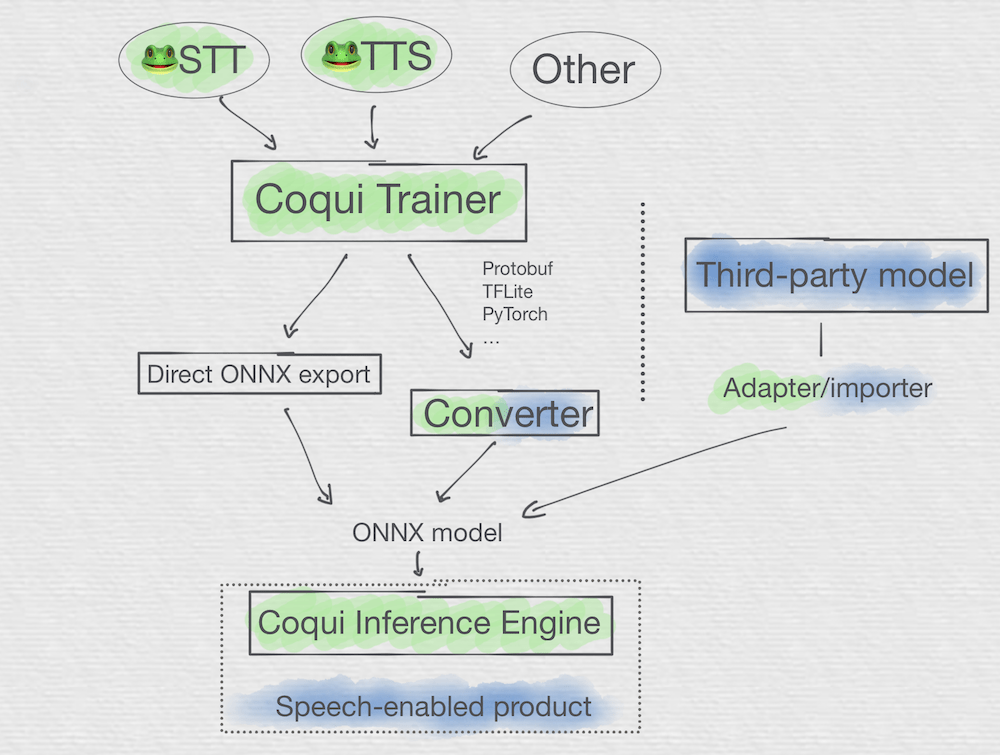 🐸STT
🐸TTS
Other
Coqui Trainer
Protobuf
TFLite
PyTorch
...
Third-party model
Direct ONNX export
Adapter/importer
Converter
ONNX model
Coqui Inference Engine
Speech-enabled product